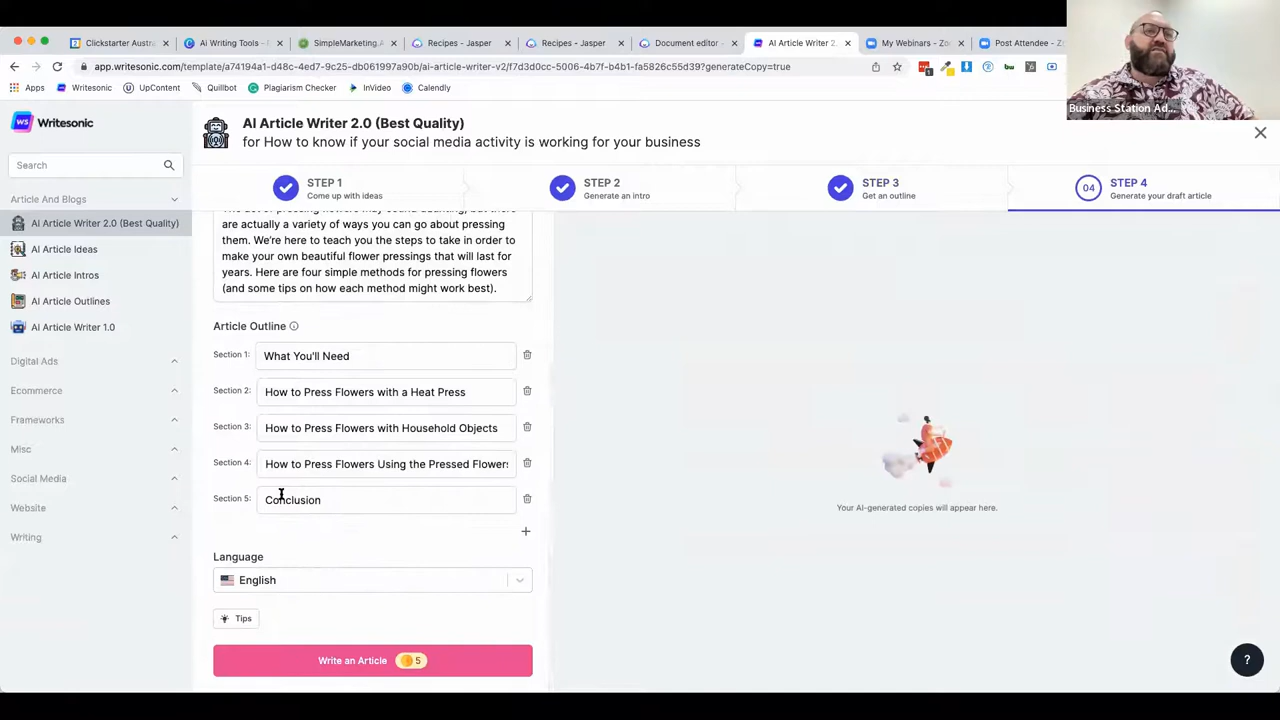 Clickstarter Austra
Ai Writing Tools -
SimpleMarketing.A
Recipes - Jasper
Recipes - Jasper
Document editor -
AI Article Writer 2.
My Webinars - Zo
Post Attendee - Z
app.writesonic.com/template/a74194a1-d48c-4ed7-9c25-db061997a90b/ai-article-writer-v2/f7d3d0cc-5006-4b7f-b4b1-fa5826c55d39?generateCopy=true
Apps
Writesonic
UpContent
Quillbot
Plagiarism Checker
InVideo
Calendly
Business Station Ad...
Writesonic
AI Article Writer 2.0 (Best Quality)
for How to know if your social media activity is working for your business
Search
STEP 1
Come up with ideas
STEP 2
Generate an intro
STEP 3
Get an outline
04
STEP 4
Generate your draft article
Article And Blogs
AI Article Writer 2.0 (Best Quality)
AI Article Ideas
AI Article Intros
AI Article Outlines
AI Article Writer 1.0
Digital Ads
Ecommerce
Frameworks
Misc
Social Media
Website
Writing
are actually a variety of ways you can go about pressing
them. We're here to teach you the steps to take in order to
make your own beautiful flower pressings that will last for
years. Here are four simple methods for pressing flowers
(and some tips on how each method might work best).
Article Outline
Section 1: What You'll Need
Section 2: How to Press Flowers with a Heat Press
Section 3: How to Press Flowers with Household Objects
Section 4: How to Press Flowers Using the Pressed Flowers
Section 5: Conclusion
+
Language
English
Tips
Write an Article 5
Your AI-generated copies will appear here.
?